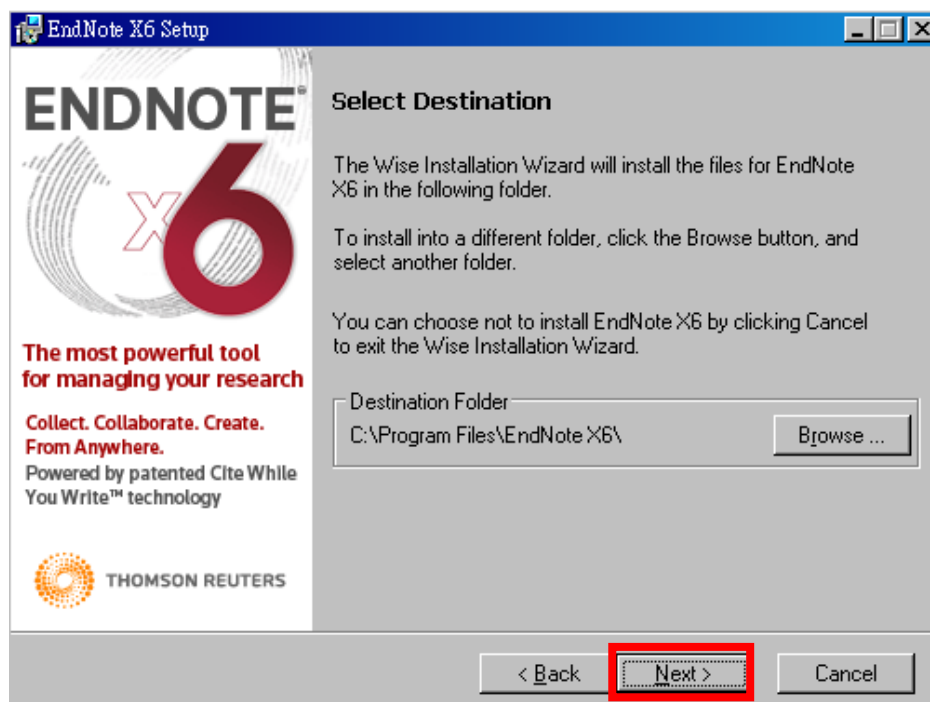 EndNote X6 Setup
ENDNOTE®
X6
The most powerful tool
for managing your research
Collect. Collaborate. Create.
From Anywhere.
Powered by patented Cite While
You Write™ technology
THOMSON REUTERS
Select Destination
The Wise Installation Wizard will install the files for EndNote
X6 in the following folder.
To install into a different folder, click the Browse button, and
select another folder.
You can choose not to install EndNote X6 by clicking Cancel
to exit the Wise Installation Wizard.
Destination Folder
C:\Program Files\EndNote X6\
Browse ...
< Back
Next >
Cancel